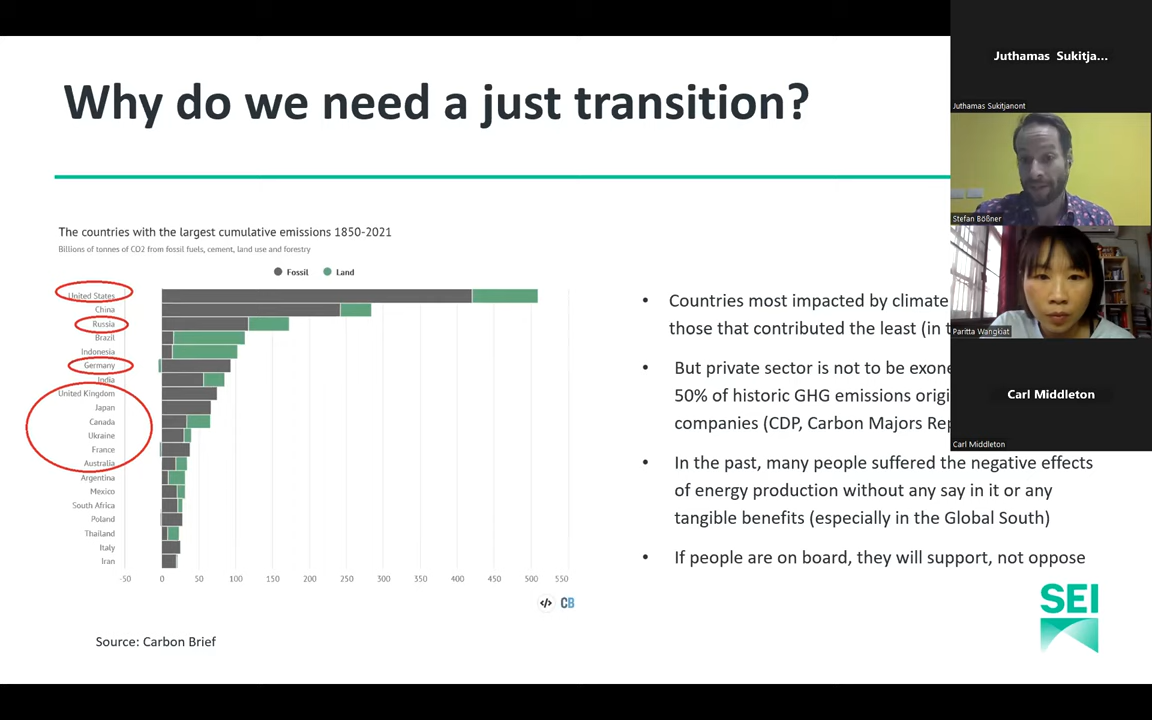 Why do we need a just transition?
The countries with the largest cumulative emissions 1850-2021
Billions of tonnes of CO2 from fossil fuels, cement, land use and forestry
Fossil
Land
United States
China
Russia
Brazil
Indonesia
Germany
India
United Kingdom
Japan
Canada
Ukraine
France
Australia
Argentina
Mexico
South Africa
Poland
Thailand
Italy
Iran
-50 0 50 100 150 200 250 300 350 400 450 500 550
</> CB
Source: Carbon Brief
• Countries most impacted by climate
those that contributed the least (in
• But private sector is not to be
50% of historic GHG emissions
companies (CDP, Carbon Majors
• In the past, many people suffered the negative effects
of energy production without any say in it or any
tangible benefits (especially in the Global South)
• If people are on board, they will support, not oppose
SEI
Juthamas Sukitja...
Juthamas Sukitjanont
Stefan Bößner
Paritta Wangkiat
Carl Middleton
Carl Middleton